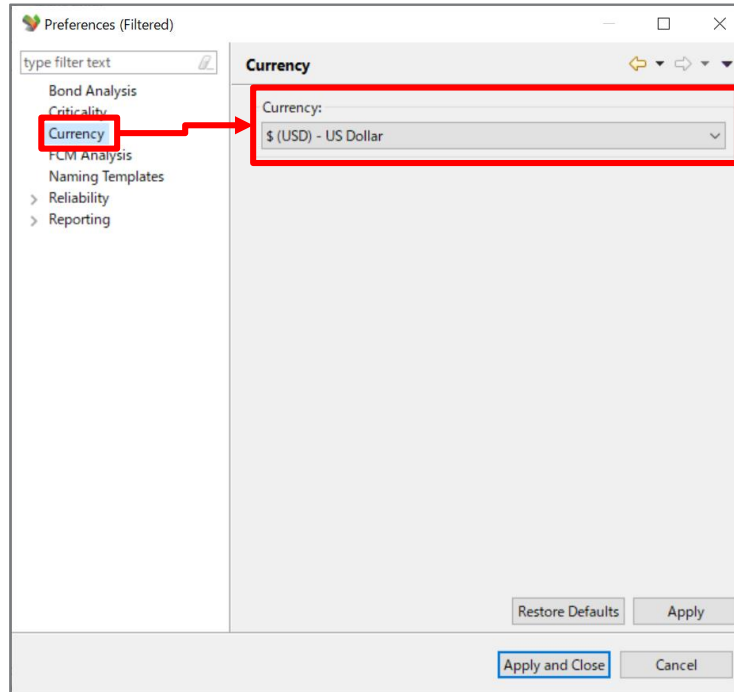 Preferences (Filtered)
type filter text
Bond Analysis
Criticality
Currency
FCM Analysis
Naming Templates
Reliability
Reporting
Currency
Currency:
$ (USD) - US Dollar
Restore Defaults
Apply
Apply and Close
Cancel